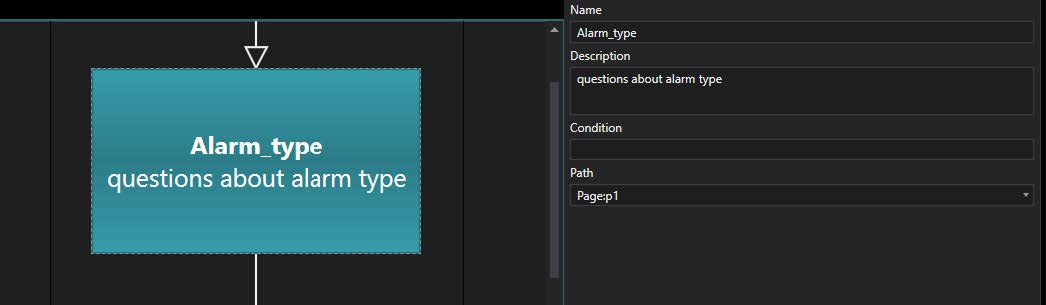 Alarm_type
questions about alarm type
Name
Alarm_type
Description
questions about alarm type
Condition
Path
Page:p1